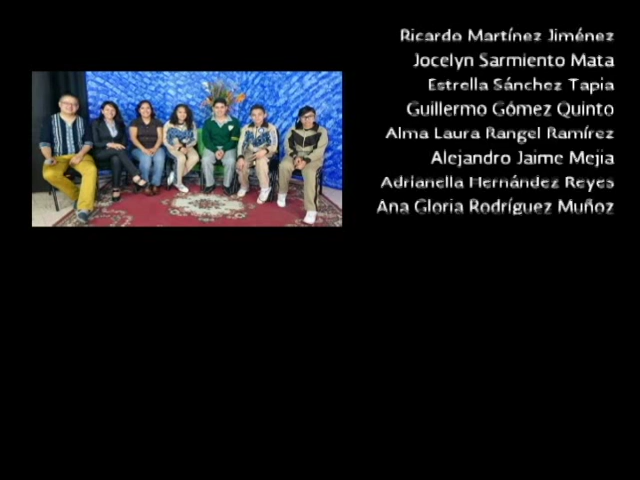 Ricardo Martínez Jiménez
Jocelyn Sarmiento Mata
Estrella Sánchez Tapia
Guillermo Gómez Quinto
Alma Laura Rangel Ramírez
Alejandro Jaime Mejia
Adrianella Hernández Reyes
Ana Gloria Rodríguez Muñoz